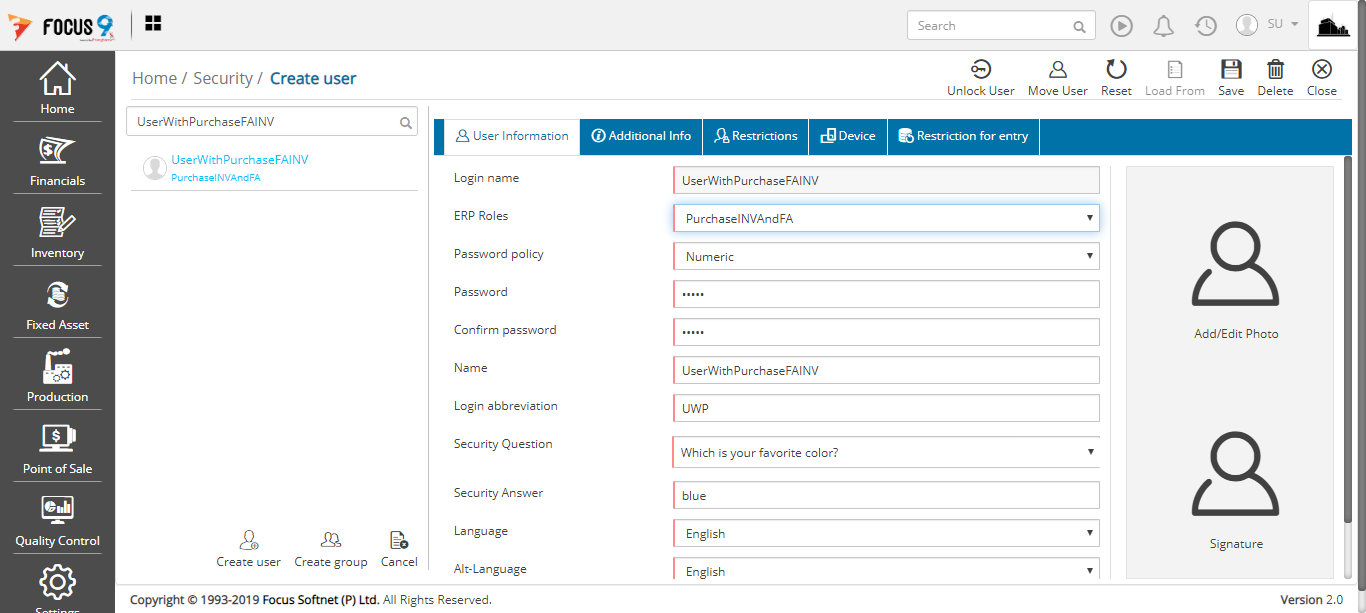 FOCUS 9
Search
SU
Home / Security / Create user
Unlock User
Move User
Reset
Load From
Save
Delete
Close
Home
Financials
Inventory
Fixed Asset
Production
Point of Sale
Quality Control
Settings
UserWithPurchaseFAINV
UserWithPurchaseFAINV
PurchaseINVAndFA
Create user
Create group
Cancel
User Information
Additional Info
Restrictions
Device
Restriction for entry
Login name UserWithPurchaseFAINV
ERP Roles PurchaseINVAndFA
Password policy Numeric
Password •••••
Confirm password •••••
Name UserWithPurchaseFAINV
Login abbreviation UWP
Security Question Which is your favorite color?
Security Answer blue
Language English
Alt-Language English
Add/Edit Photo
Signature
Copyright © 1993-2019 Focus Softnet (P) Ltd. All Rights Reserved.
Version 2.0